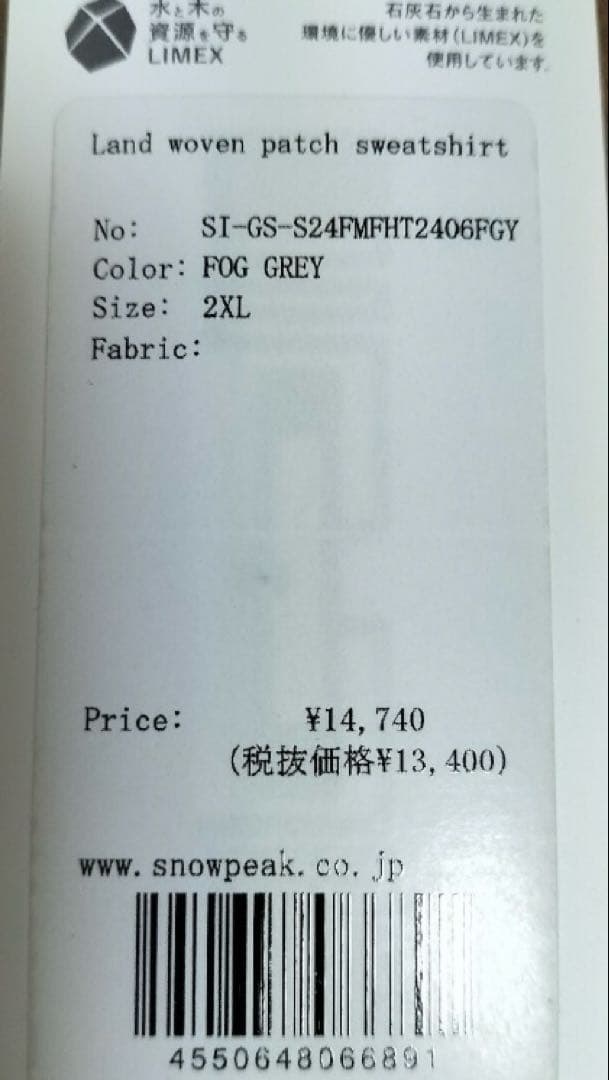 水と木の
資源を守る
LIMEX
石灰石から生まれた
環境に優しい素材(LIMEX)を
使用しています。
Land woven patch sweatshirt
No: SI-GS-S24FMFHT2406FGY
Color: FOG GREY
Size: 2XL
Fabric:
Price: ¥14,740
(税抜価格¥13,400)
www.snowpeak.co.jp
4550648066891